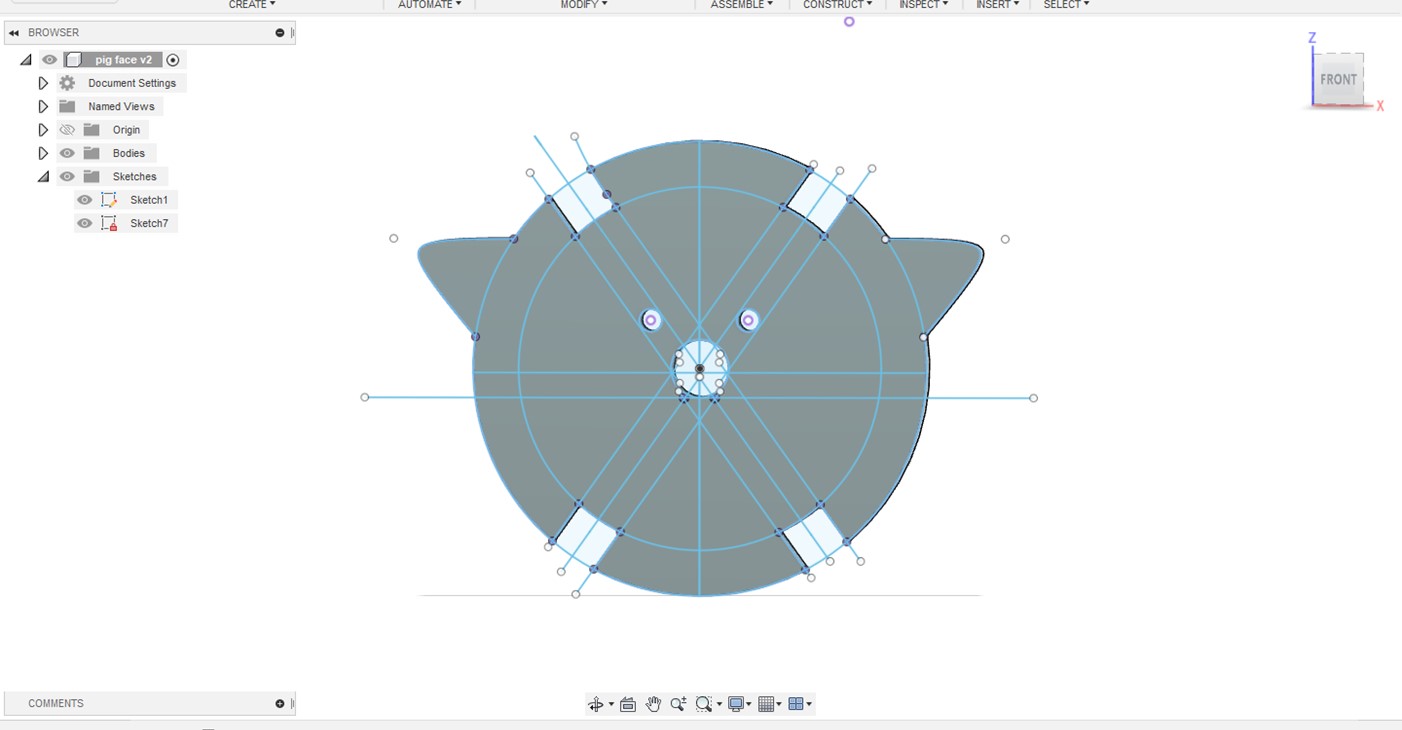 CREATE AUTOMATE MODIFY ASSEMBLE CONSTRUCT INSPECT INSERT SELECT
BROWSER
pig face v2
Document Settings
Named Views
Origin
Bodies
Sketches
Sketch1
Sketch7
Z
FRONT
X
COMMENTS